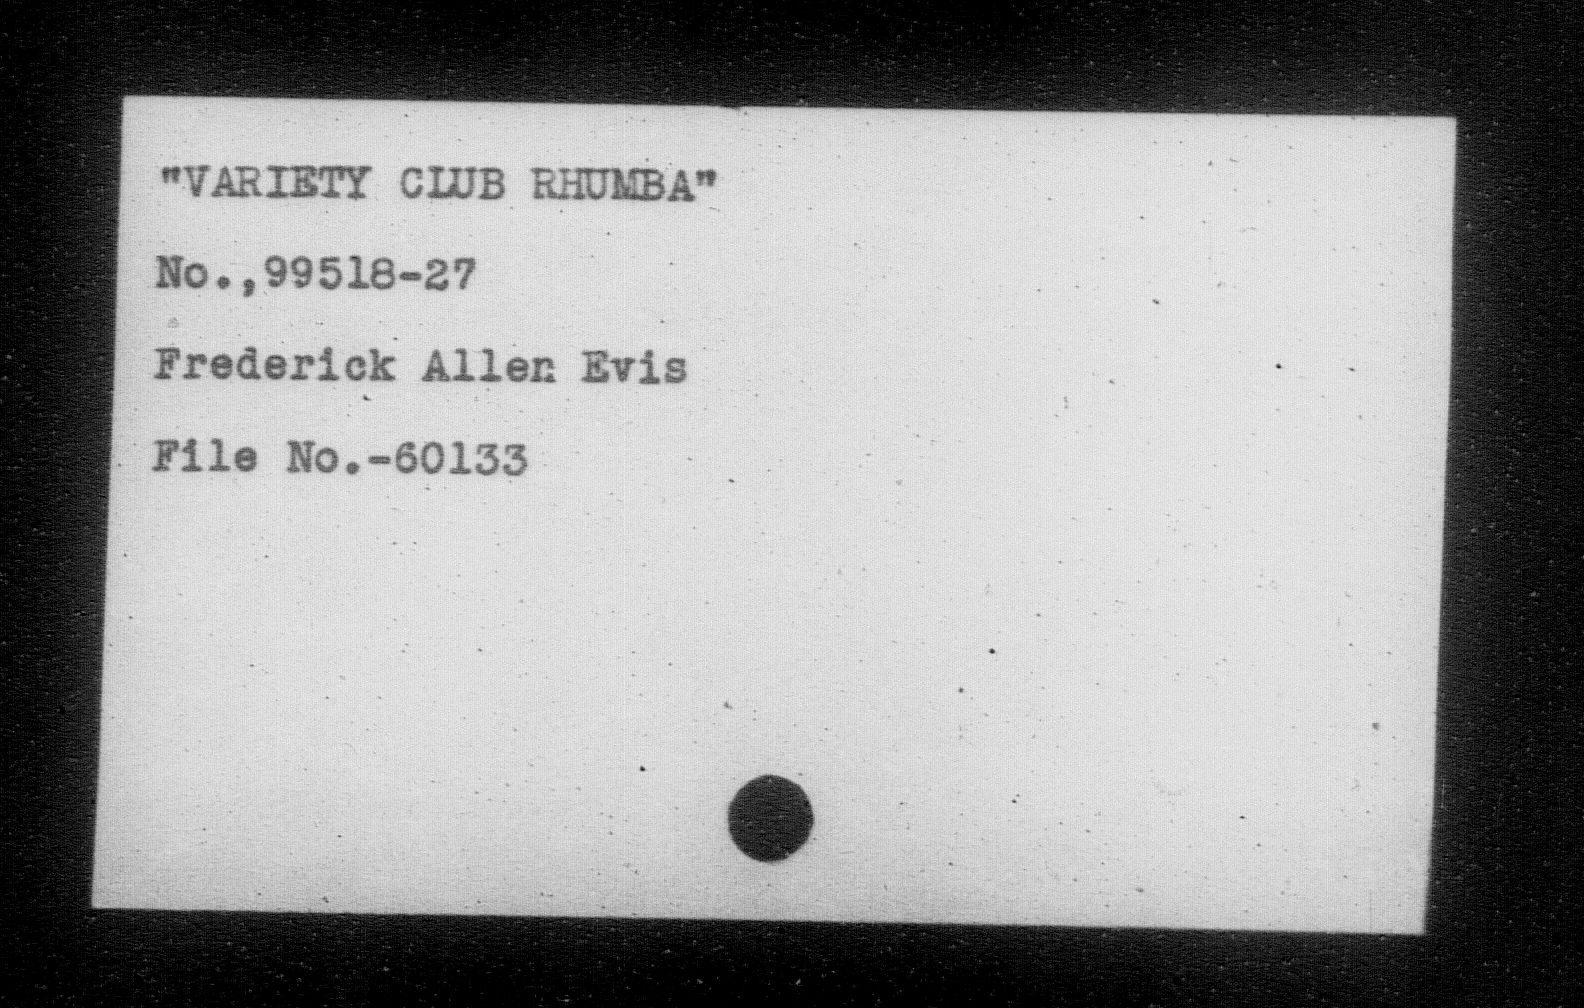 "VARIETY CLUB RHUMBA"
No.,99518-27
Frederick Allen Evis
File No.-60133